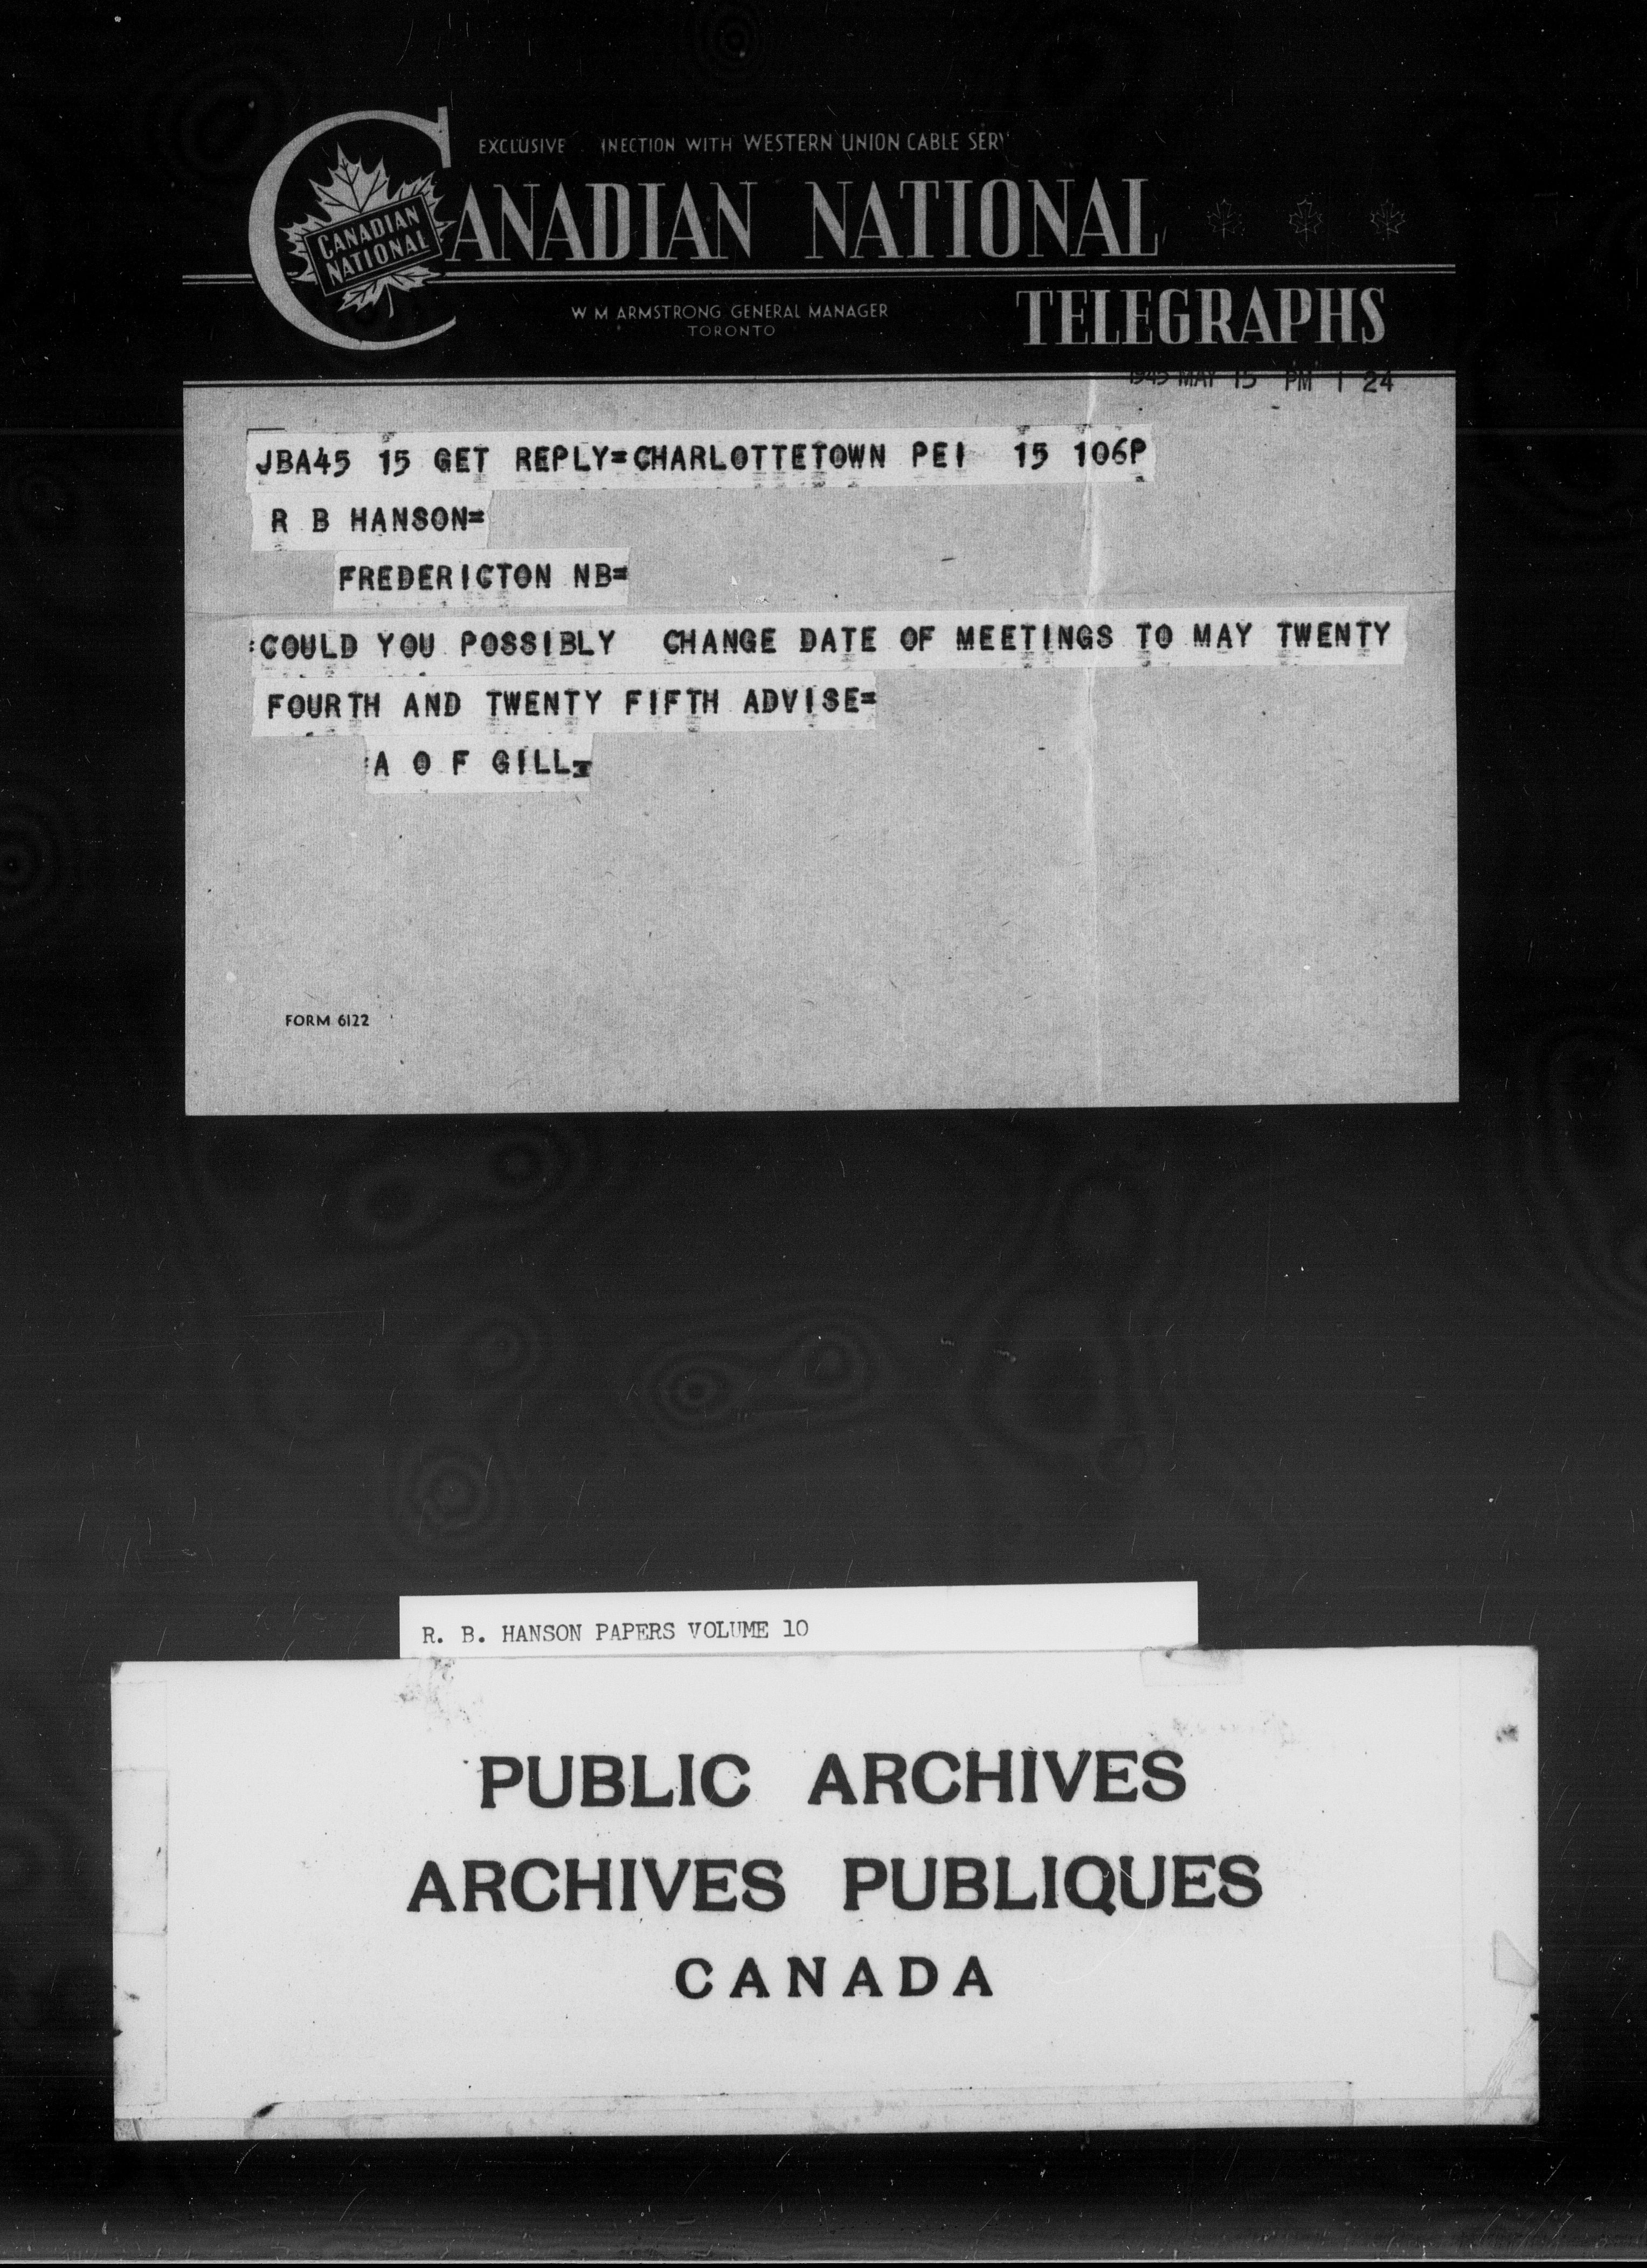 EXCLUSIVE NECTION WITH WESTERN UNION CABLE SERV
CANADIAN NATIONAL
CANADIAN
NATIONAL
TELEGRAPHS
W M ARMSTRONG GENERAL MANAGER
TORONTO
1945 MAY 15 PM 1 24
JBA45 15 GET REPLY=CHARLOTTETOWN PEI 15 106P
R B HANSON=
FREDERICTON NB=
:COULD YOU POSSIBLY CHANGE DATE OF MEETINGS TO MAY TWENTY
FOURTH AND TWENTY FIFTH ADVISE=
:A O F GILL=
FORM 6122
R. B. HANSON PAPERS VOLUME 10
PUBLIC ARCHIVES
ARCHIVES PUBLIQUES
CANADA